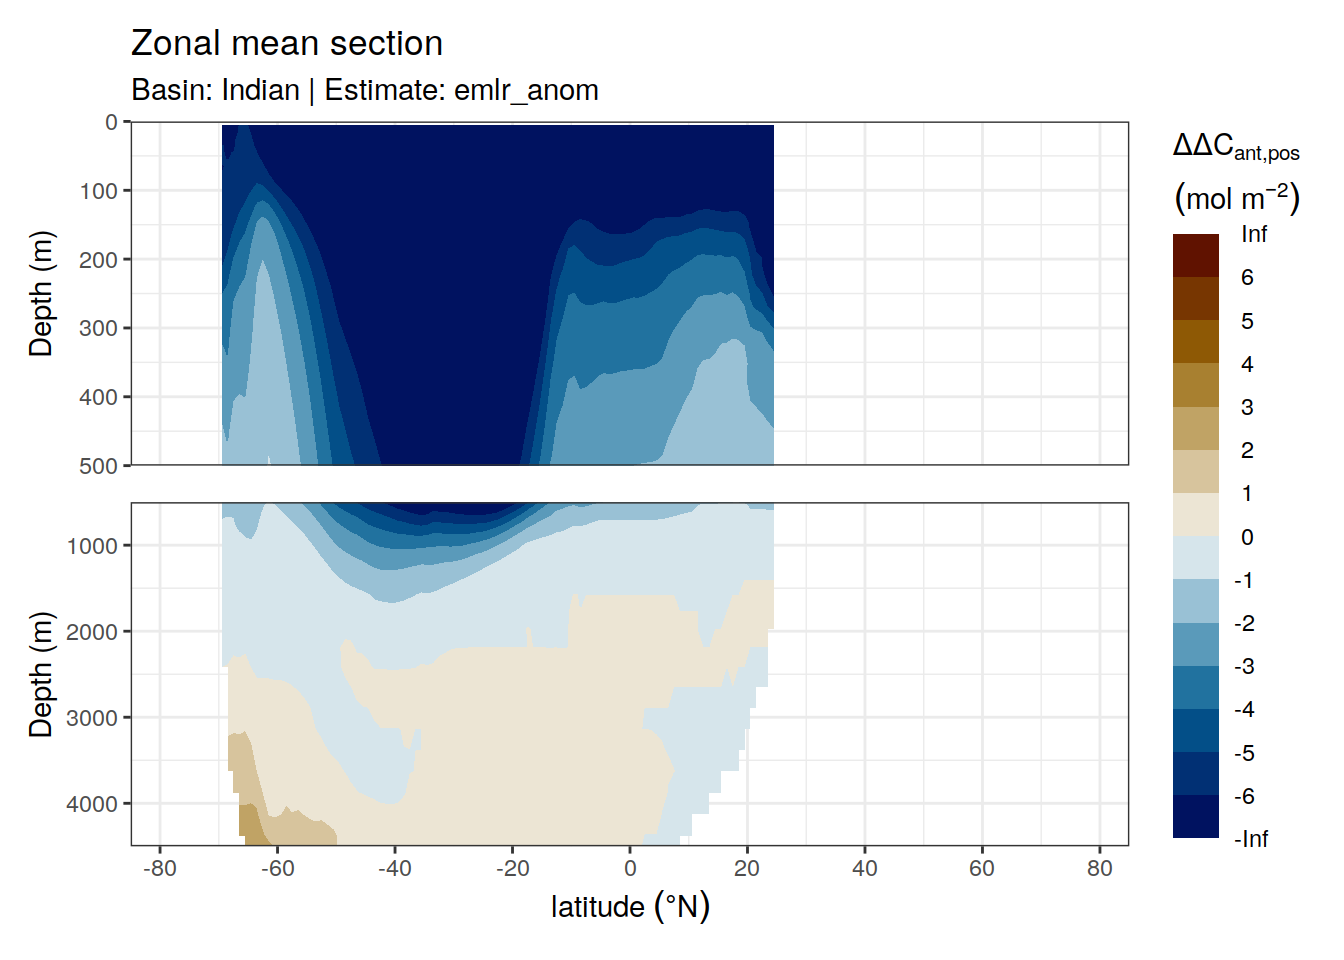 Zonal mean section
Basin: Indian | Estimate: emlr_anom
Depth (m)
0
100
200
300
400
500
Depth (m)
1000
2000
3000
4000
-80 -60 -40 -20 0 20 40 60 80
latitude (°N)
ΔΔCant,pos
(mol m⁻²)
Inf
6
5
4
3
2
1
0
-1
-2
-3
-4
-5
-6
-Inf